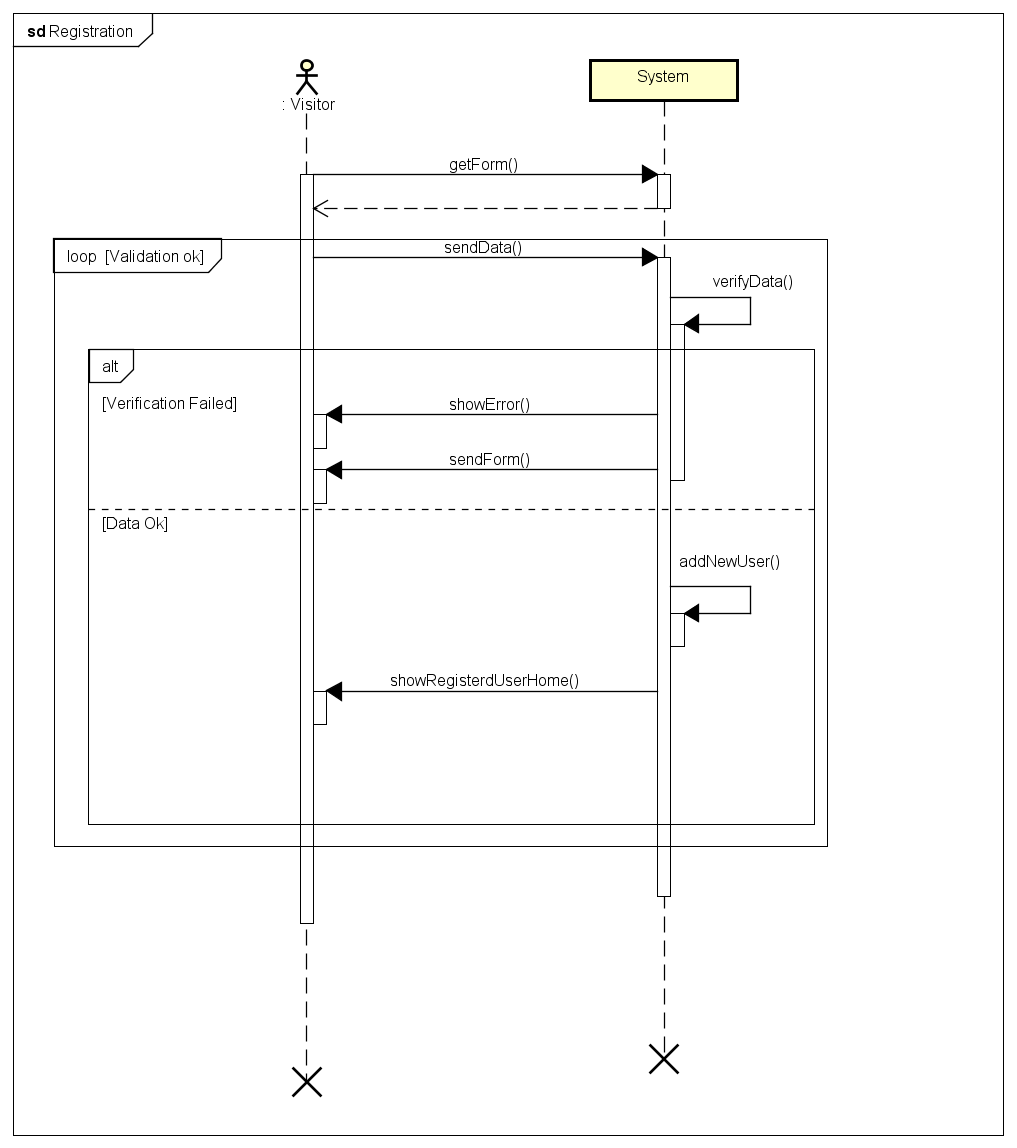 sd Registration
: Visitor
System
getForm()
loop [Validation ok]
sendData()
verifyData()
alt
[Verification Failed]
showError()
sendForm()
[Data Ok]
addNewUser()
showRegisterdUserHome()